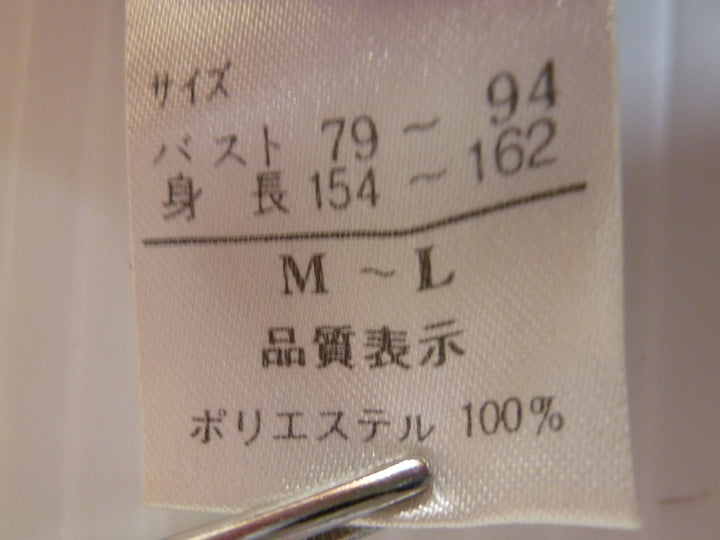 サイズ
バスト 79 ～ 94
身 長 154 ～ 162
M ～ L
品質表示
ポリエステル 100%